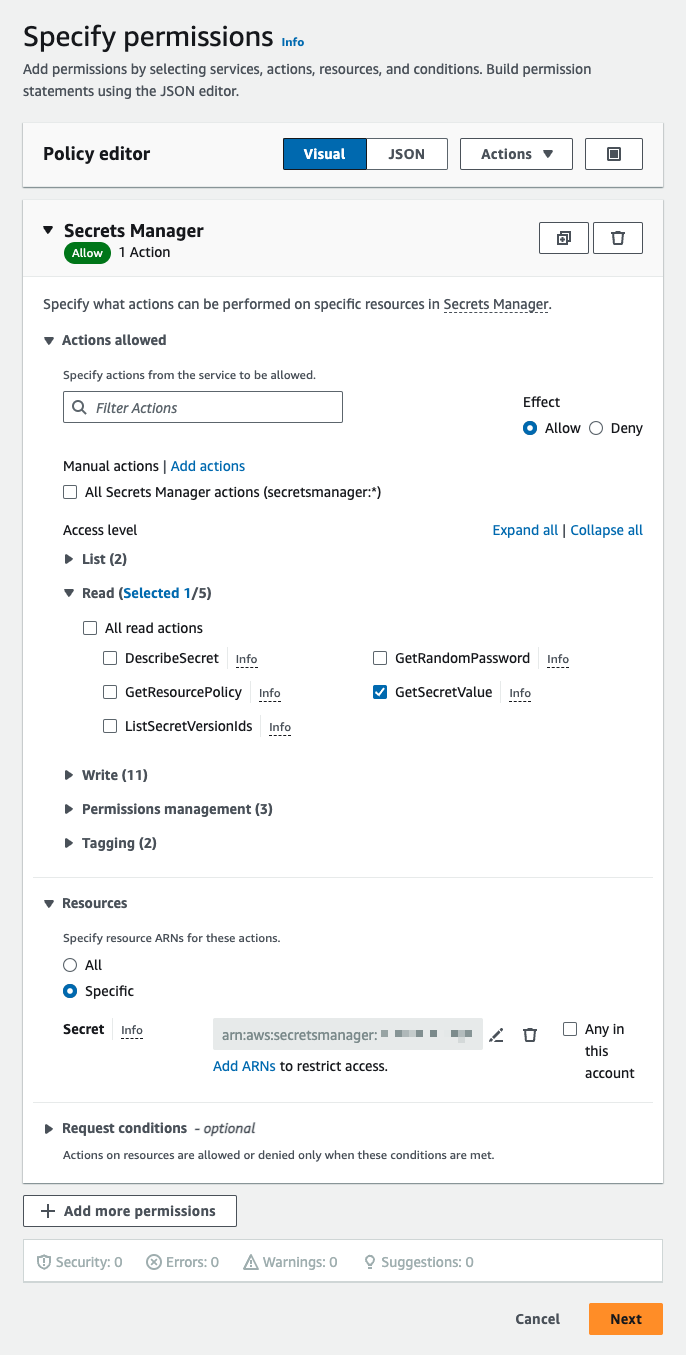 Specify permissions Info
Add permissions by selecting services, actions, resources, and conditions. Build permission
statements using the JSON editor.
Policy editor
Visual
JSON
Actions
Secrets Manager
Allow 1 Action
Specify what actions can be performed on specific resources in Secrets Manager.
Actions allowed
Specify actions from the service to be allowed.
Filter Actions
Effect
Allow
Deny
Manual actions | Add actions
All Secrets Manager actions (secretsmanager:*)
Access level
Expand all | Collapse all
List (2)
Read (Selected 1/5)
All read actions
DescribeSecret Info
GetRandomPassword Info
GetResourcePolicy Info
GetSecretValue Info
ListSecretVersionIds Info
Write (11)
Permissions management (3)
Tagging (2)
Resources
Specify resource ARNs for these actions.
All
Specific
Secret Info
arn:aws:secretsmanager:
Any in
this
account
Add ARNs to restrict access.
Request conditions - optional
Actions on resources are allowed or denied only when these conditions are met.
Add more permissions
Security: 0
Errors: 0
Warnings: 0
Suggestions: 0
Cancel
Next